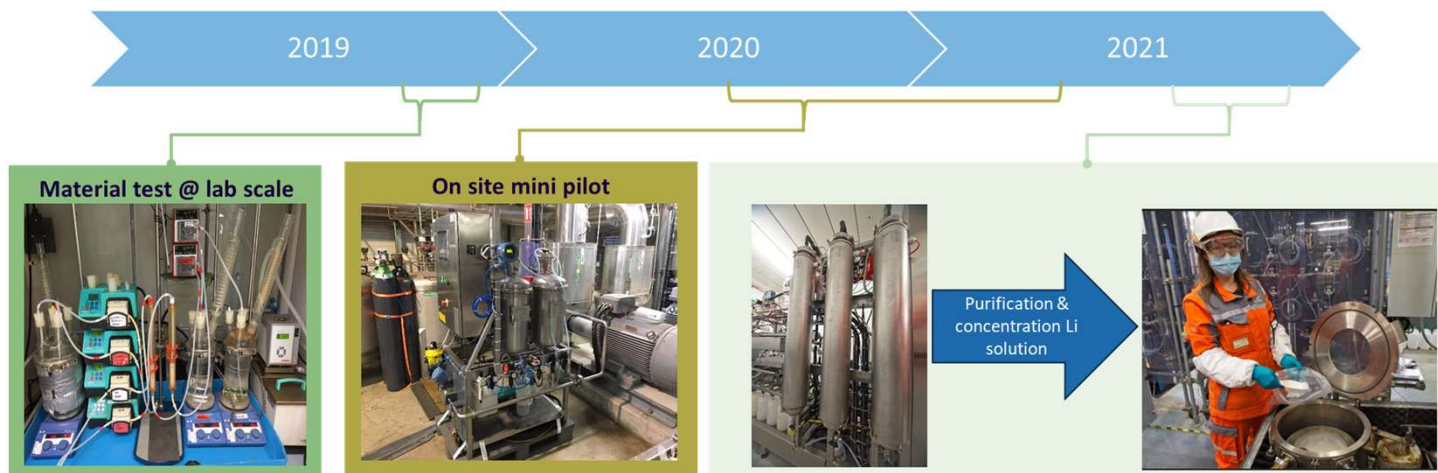 2019
2020
2021
Material test @ lab scale
On site mini pilot
Purification &
concentration Li
solution